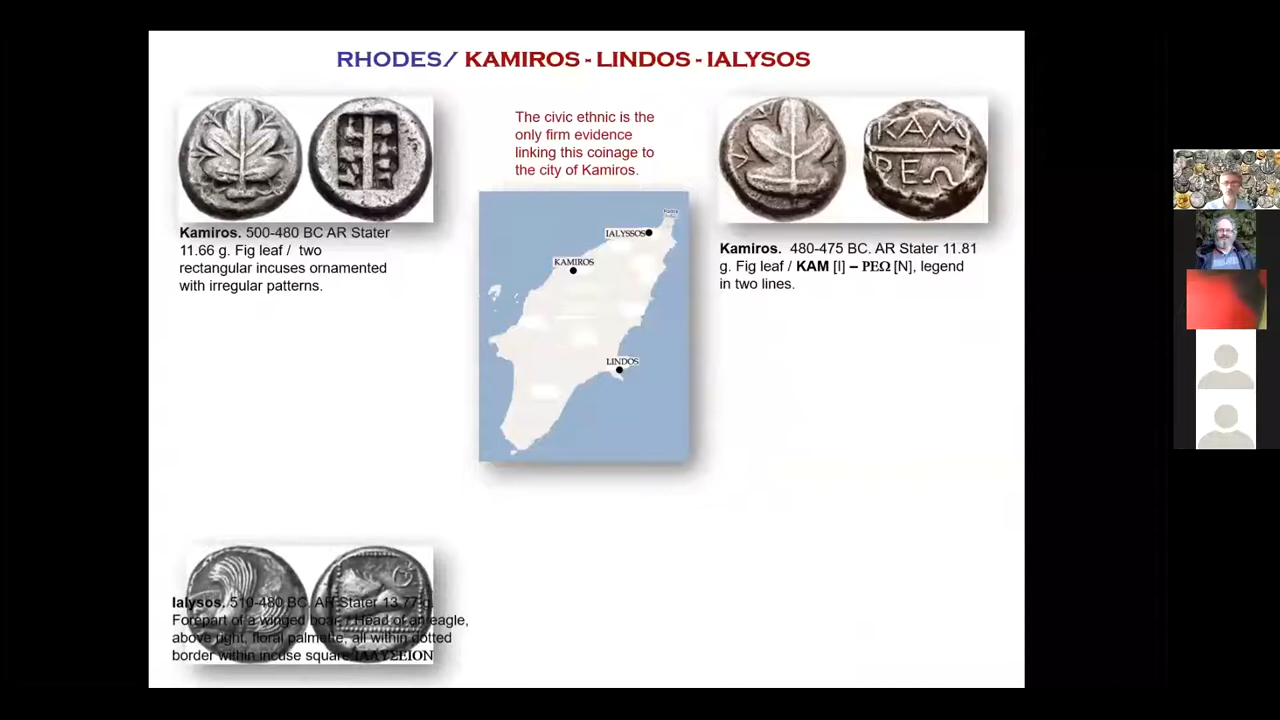 RHODES/ KAMIROS - LINDOS - IALYSOS
The civic ethnic is the
only firm evidence
linking this coinage to
the city of Kamiros.
Kamiros. 500-480 BC AR Stater
11.66 g. Fig leaf / two
rectangular incuses ornamented
with irregular patterns.
KAM
ΡΕΩ
Kamiros. 480-475 BC. AR Stater 11.81
g. Fig leaf / KAM [I] – ΡΕΩ [N], legend
in two lines.
IALYSSOS
KAMIROS
LINDOS
Ialysos. 510-480 BC. AR Stater 13.77 g.
Forepart of a winged boar / Head of an eagle,
above right, floral palmette, all within dotted
border within incuse square ΙΑΛΥΣΕΙΟΝ